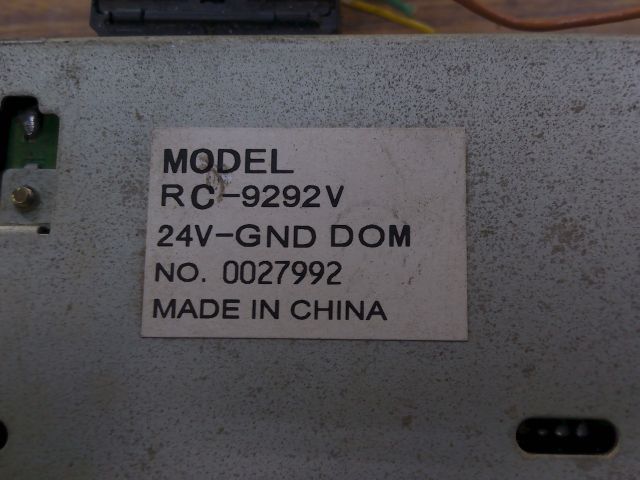 MODEL
RC-9292V
24V-GND DOM
NO. 0027992
MADE IN CHINA